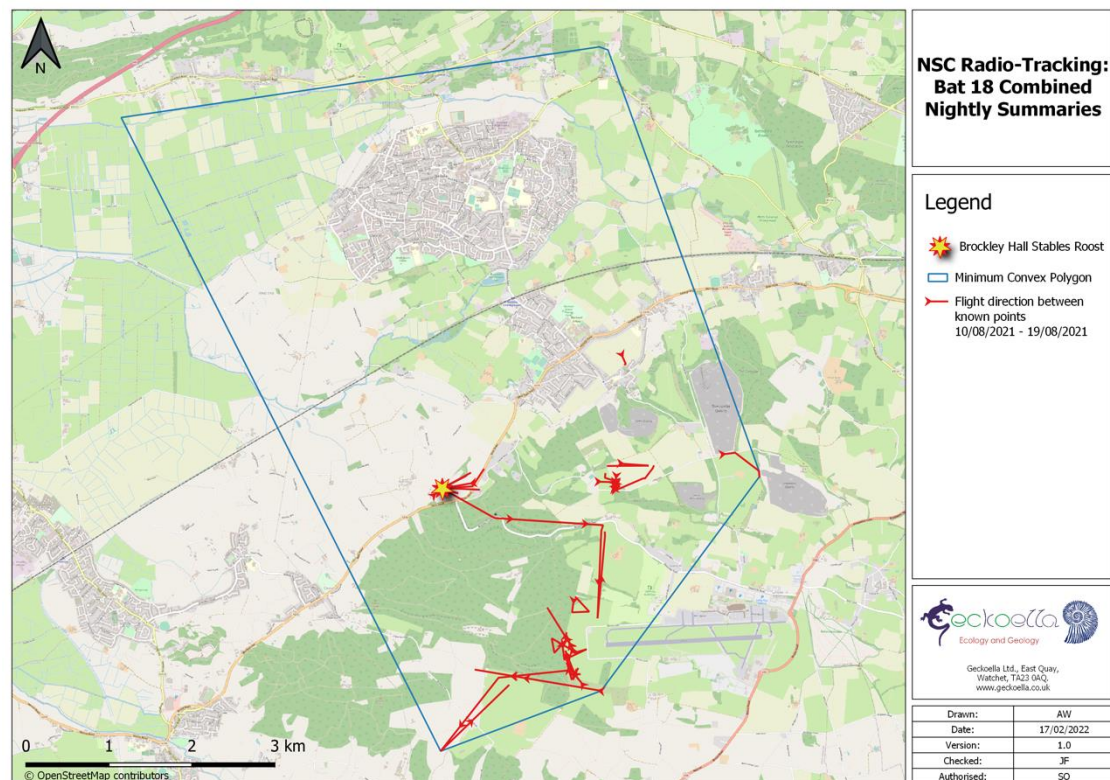 N
NSC Radio-Tracking:
Bat 18 Combined
Nightly Summaries
Legend
Brockley Hall Stables Roost
Minimum Convex Polygon
Flight direction between
known points
10/08/2021 - 19/08/2021
0 1 2 3 km
© OpenStreetMap contributors
Geckoella
Ecology and Geology
Geckoella Ltd., East Quay,
Watchet, TA23 0AQ.
www.geckoella.co.uk
Drawn: AW
Date: 17/02/2022
Version: 1.0
Checked: JF
Authorised: SO